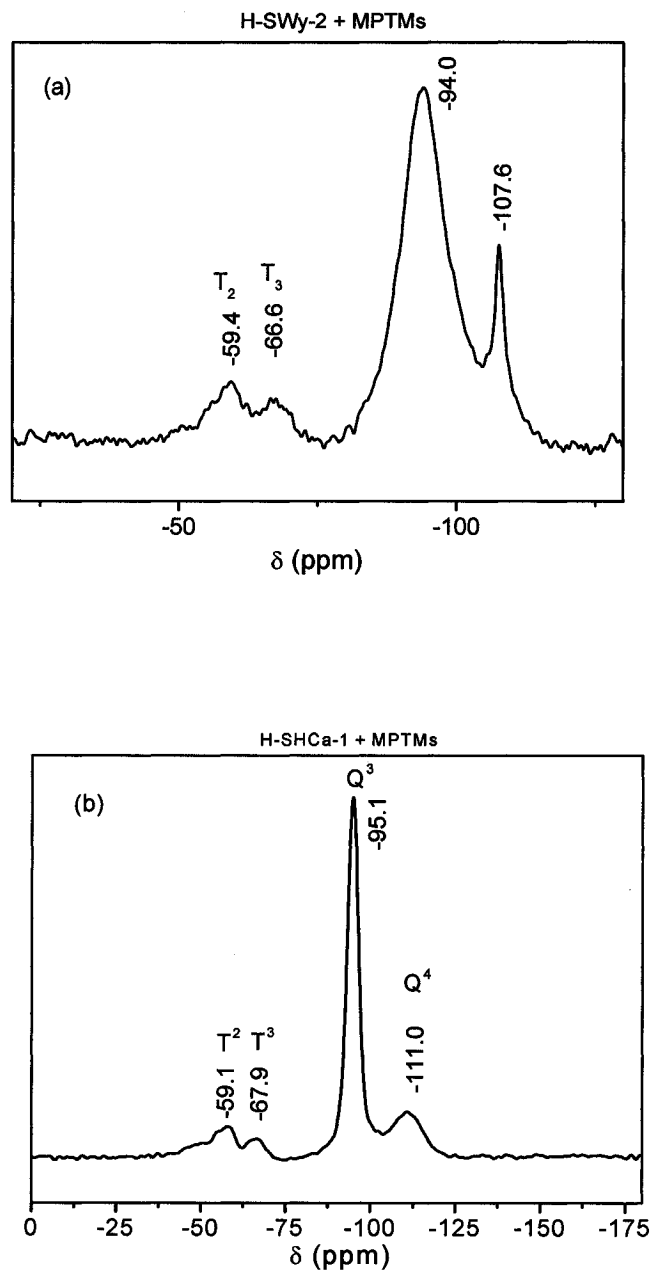 H-SWy-2 + MPTMs
(a)
-94.0
-107.6
T2 T3
-59.4 -66.6
-50 -100
δ (ppm)
H-SHCa-1 + MPTMs
(b)
Q3
-95.1
Q4
-111.0
T2 T3
-59.1 -67.9
0 -25 -50 -75 -100 -125 -150 -175
δ (ppm)